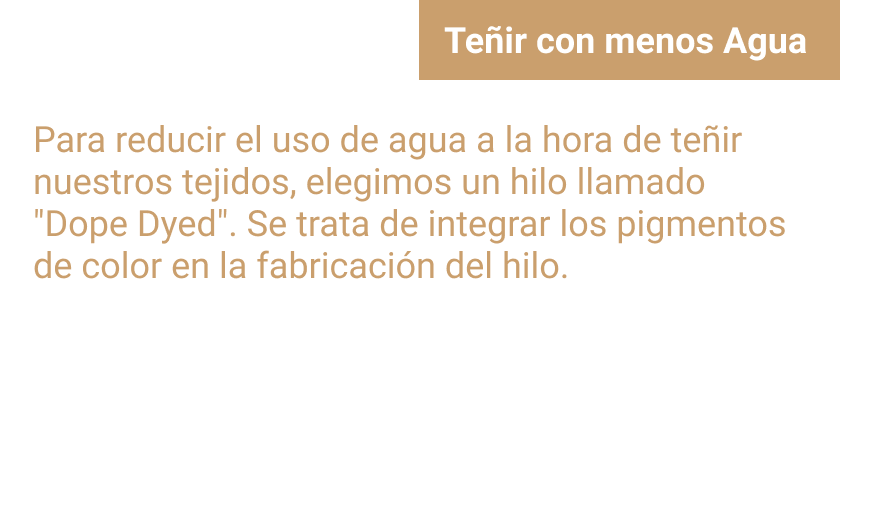 Teñir con menos Agua
Para reducir el uso de agua a la hora de teñir
nuestros tejidos, elegimos un hilo llamado
"Dope Dyed". Se trata de integrar los pigmentos
de color en la fabricación del hilo.